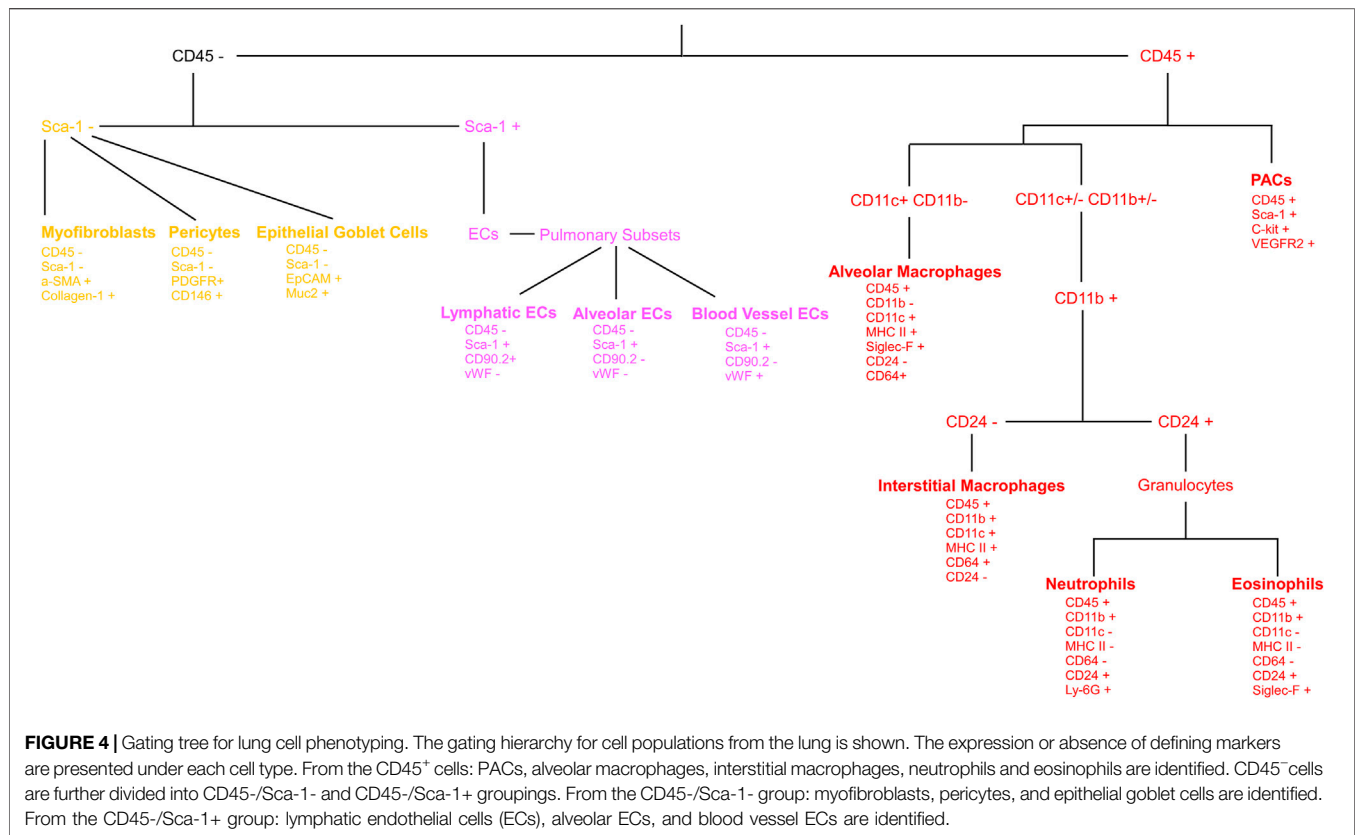 CD45 -
CD45 +
Sca-1 -
Sca-1 +
Myofibroblasts
CD45 -
Sca-1 -
a-SMA +
Collagen-1 +
Pericytes
CD45 -
Sca-1 -
PDGFR+
CD146 +
Epithelial Goblet Cells
CD45 -
Sca-1 -
EpCAM +
Muc2 +
ECs
Pulmonary Subsets
Lymphatic ECs
CD45 -
Sca-1 +
CD90.2+
vWF -
Alveolar ECs
CD45 -
Sca-1 +
CD90.2 -
vWF -
Blood Vessel ECs
CD45 -
Sca-1 +
CD90.2 -
vWF +
CD11c+ CD11b-
CD11c+/- CD11b+/-
PACs
CD45 +
Sca-1 +
C-kit +
VEGFR2 +
Alveolar Macrophages
CD45 +
CD11b -
CD11c +
MHC II +
Siglec-F +
CD24 -
CD64+
CD11b +
CD24 -
CD24 +
Interstitial Macrophages
CD45 +
CD11b +
CD11c +
MHC II +
CD64 +
CD24 -
Granulocytes
Neutrophils
CD45 +
CD11b +
CD11c -
MHC II -
CD64 -
CD24 +
Ly-6G +
Eosinophils
CD45 +
CD11b +
CD11c -
MHC II -
CD64 -
CD24 +
Siglec-F +
FIGURE 4 | Gating tree for lung cell phenotyping. The gating hierarchy for cell populations from the lung is shown. The expression or absence of defining markers
are presented under each cell type. From the CD45⁺ cells: PACs, alveolar macrophages, interstitial macrophages, neutrophils and eosinophils are identified. CD45⁻cells
are further divided into CD45-/Sca-1- and CD45-/Sca-1+ groupings. From the CD45-/Sca-1- group: myofibroblasts, pericytes, and epithelial goblet cells are identified.
From the CD45-/Sca-1+ group: lymphatic endothelial cells (ECs), alveolar ECs, and blood vessel ECs are identified.